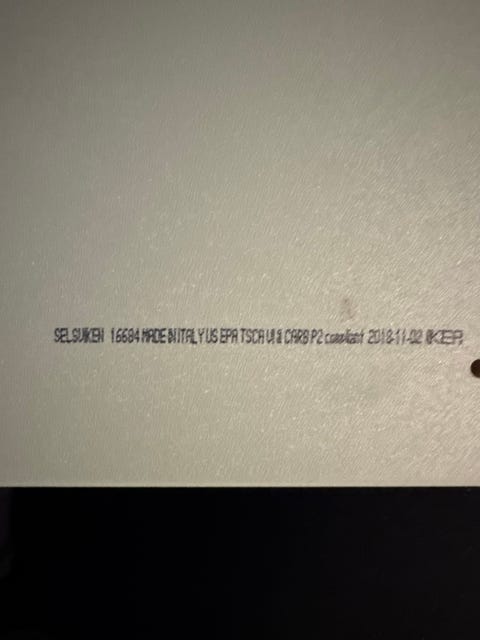 SELSVIKEN 16684 MADE IN ITALY US EPA TSCA VI & CARB P2 compliant 2018-11-02 IKEA